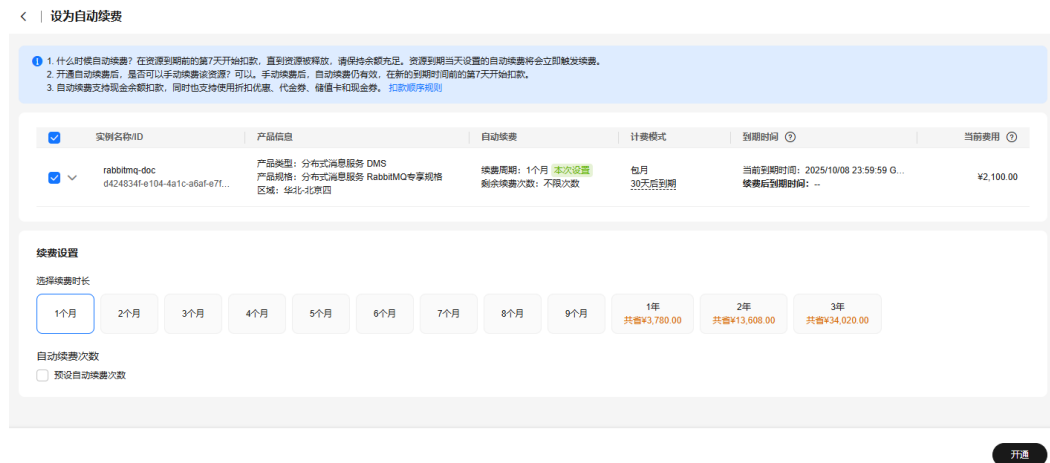 设为自动续费
1. 什么时候自动续费？在资源到期前的第7天开始扣款，直到资源被释放，请保持余额充足。资源到期当天设置的自动续费将会立即触发续费。
2. 开通自动续费后，是否可以手动续费该资源？可以。手动续费后，自动续费仍有效，在新的到期时间前的第7天开始扣款。
3. 自动续费支持现金余额扣款，同时也支持使用折扣优惠、代金券、储值卡和现金券。 扣款顺序规则
实例名称/ID 产品信息 自动续费 计费模式 到期时间 当前费用
rabbitmq-doc
d424834f-e104-4a1c-a6af-e7f...
产品类型：分布式消息服务 DMS
产品规格：分布式消息服务 RabbitMQ专享规格
区域：华北-北京四
续费周期：1个月 本次设置
剩余续费次数：不限次数
包月
30天后到期
当前到期时间：2025/10/08 23:59:59 G...
续费后到期时间：--
¥2,100.00
续费设置
选择续费时长
1个月 2个月 3个月 4个月 5个月 6个月 7个月 8个月 9个月
1年
共省¥3,780.00
2年
共省¥13,608.00
3年
共省¥34,020.00
自动续费次数
预设自动续费次数
开通